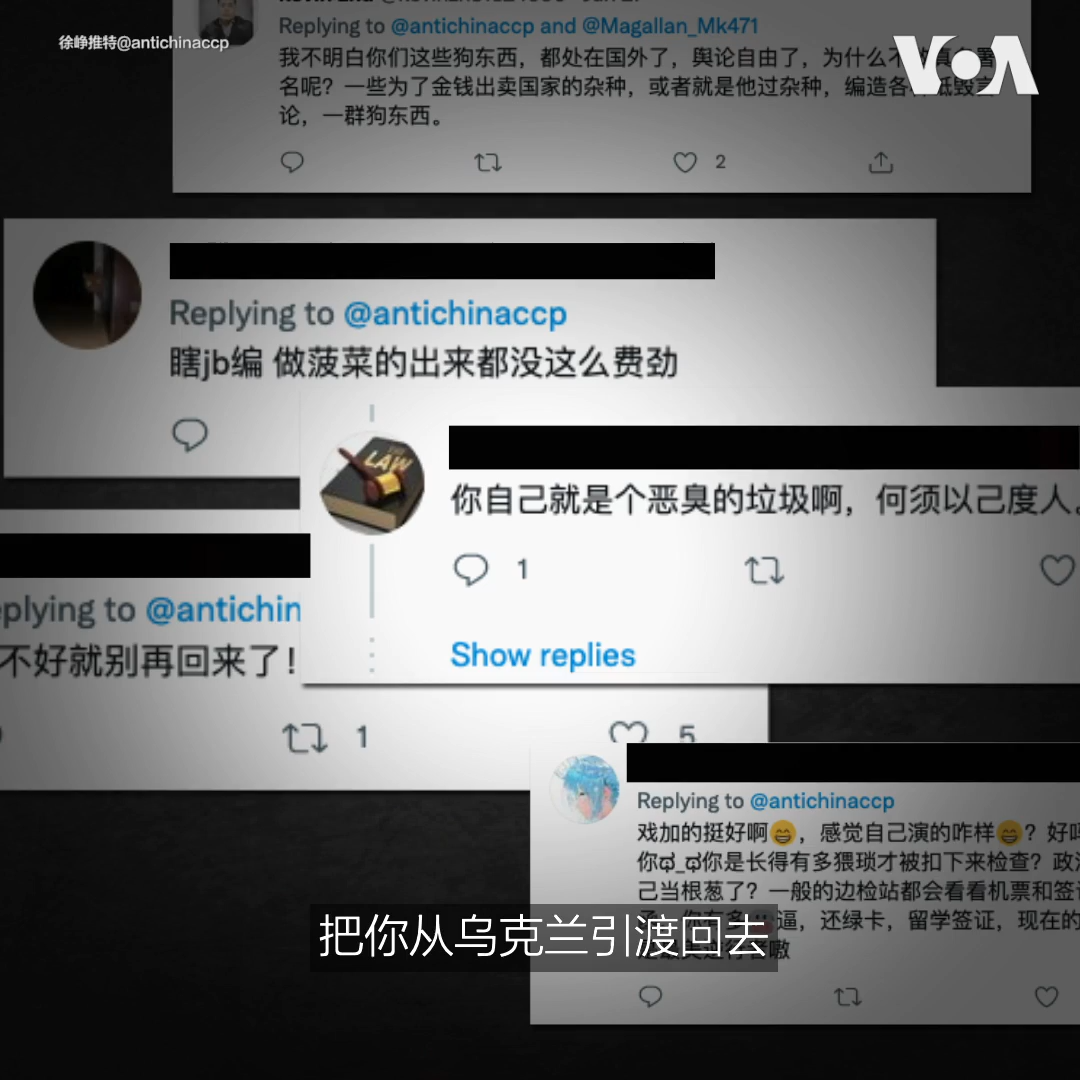 徐峥推特@antichinaccp
VOA
Replying to @antichinaccp and @Magallan_Mk471
我不明白你们这些狗东西，都处在国外了，舆论自由了，为什么不
名呢？一些为了金钱出卖国家的杂种，或者就是他过杂种，编造各
论，一群狗东西。
2
Replying to @antichinaccp
瞎jb编 做菠菜的出来都没这么费劲
LAW
你自己就是个恶臭的垃圾啊，何须以己度人。
1
Show replies
plying to @antichin
不好就别再回来了！
1 5
Replying to @antichinaccp
戏加的挺好啊😄，感觉自己演的咋样😄？好
你ಥ_ಥ你是长得有多猥琐才被扣下来检查？政
己当根葱了？一般的边检站都会看看机票和签
逼，还绿卡，留学签证，现在的
把你从乌克兰引渡回去